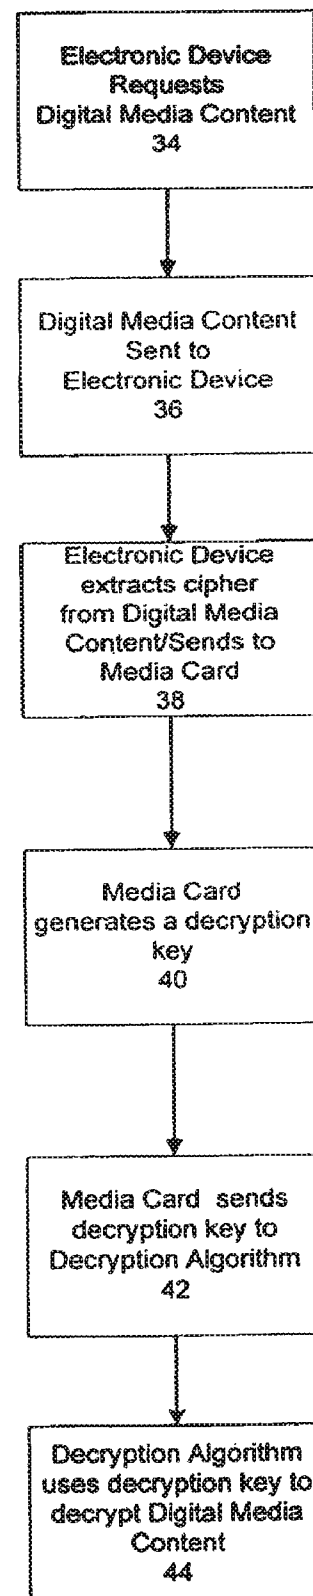 Electronic Device
Requests
Digital Media Content
34
Digital Media Content
Sent to
Electronic Device
36
Electronic Device
extracts cipher
from Digital Media
Content/Sends to
Media Card
38
Media Card
generates a decryption
key
40
Media Card sends
decryption key to
Decryption Algorithm
42
Decryption Algorithm
uses decryption key to
decrypt Digital Media
Content
44